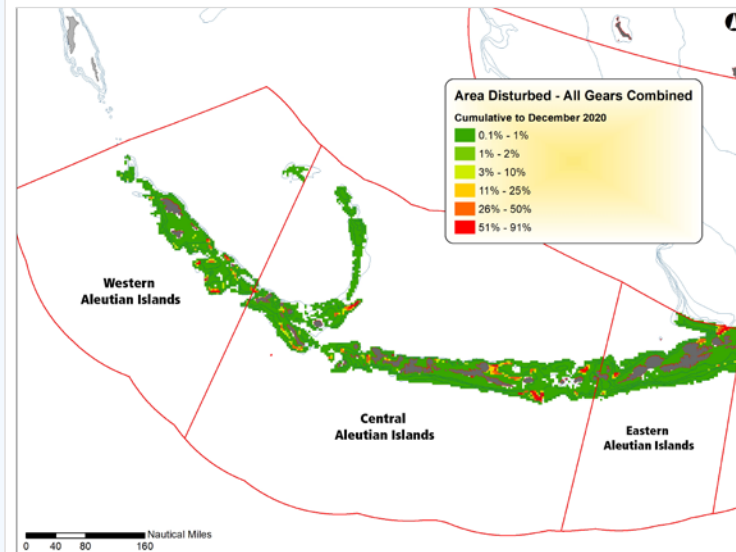 Area Disturbed - All Gears Combined
Cumulative to December 2020
0.1% - 1%
1% - 2%
3% - 10%
11% - 25%
26% - 50%
51% - 91%
Western
Aleutian Islands
Central
Aleutian Islands
Eastern
Aleutian Islands
Nautical Miles
0 40 80 160